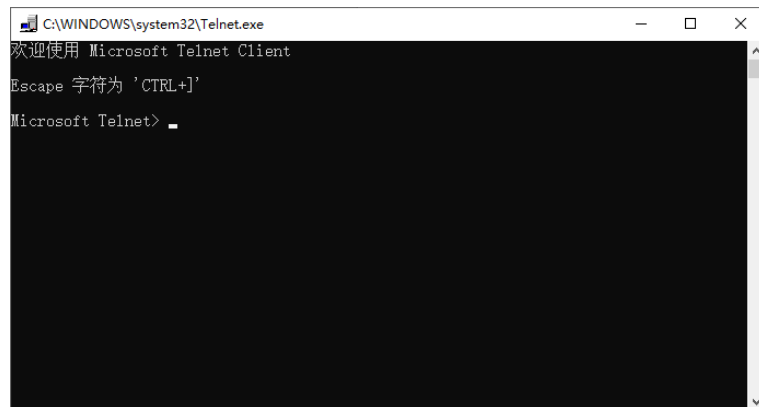 C:\WINDOWS\system32\Telnet.exe
欢迎使用 Microsoft Telnet Client
Escape 字符为 'CTRL+]'
Microsoft Telnet>